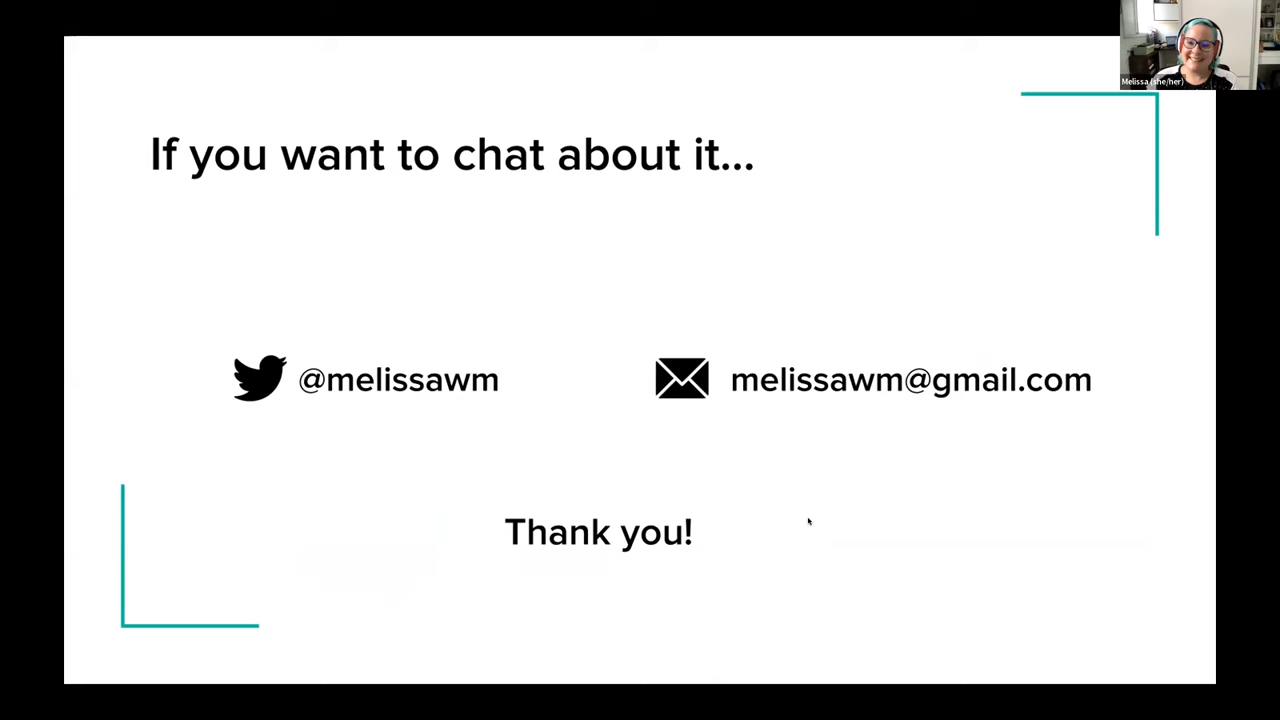 Melissa (she/her)
If you want to chat about it...
@melissawm
melissawm@gmail.com
Thank you!